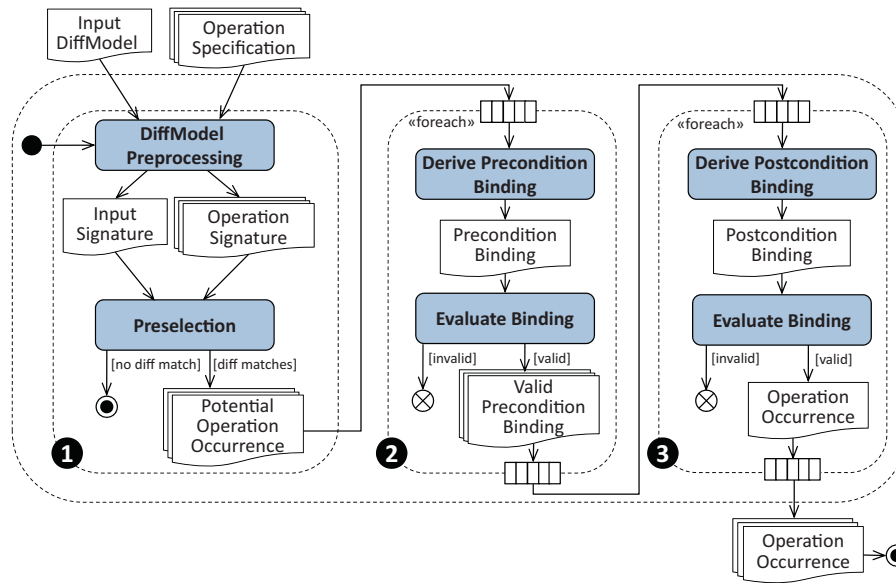 Input
DiffModel
Operation
Specification
«foreach»
«foreach»
DiffModel
Preprocessing
Derive Precondition
Binding
Derive Postcondition
Binding
Input
Signature
Operation
Signature
Precondition
Binding
Postcondition
Binding
Preselection
Evaluate Binding
Evaluate Binding
[no diff match]
[diff matches]
[invalid]
[valid]
[invalid]
[valid]
Potential
Operation
Occurrence
Valid
Precondition
Binding
Operation
Occurrence
1
2
3
Operation
Occurrence